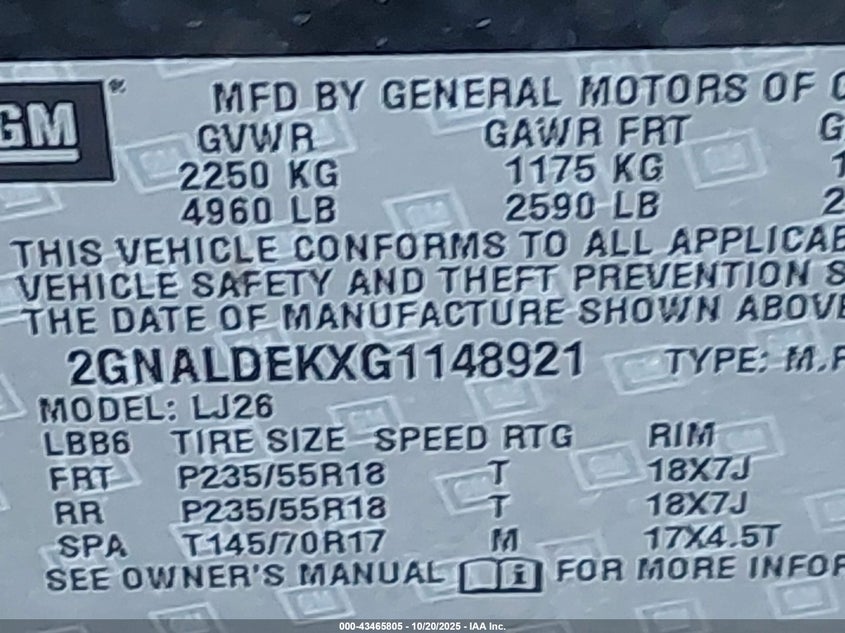 GM ® MFD BY GENERAL MOTORS OF
GVWR GAWR FRT
2250 KG 1175 KG
4960 LB 2590 LB
THIS VEHICLE CONFORMS TO ALL
VEHICLE SAFETY AND THEFT PREVENTION
THE DATE OF MANUFACTURE SHOWN
2GNALDEKXG1148921 TYPE:
MODEL: LJ26
LBB6 TIRE SIZE SPEED RTG RIM
FRT P235/55R18 T 18X7J
RR P235/55R18 T 18X7J
SPA T145/70R17 M 17X4.5T
SEE OWNER'S MANUAL i FOR MORE
000-43465805 - 10/20/2025 - IAA Inc.